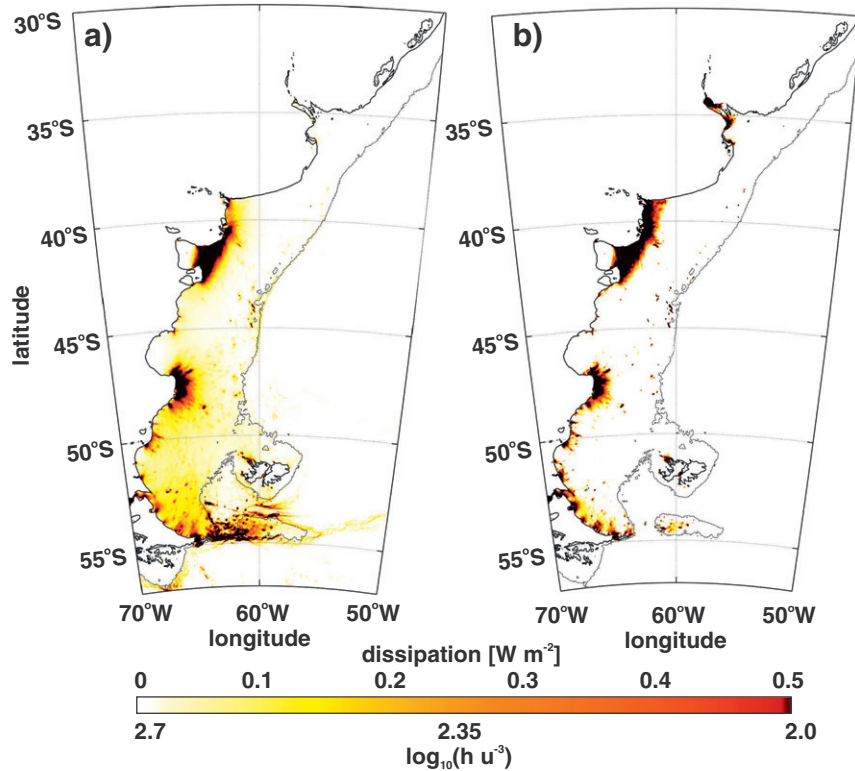 a)
b)
30°S
35°S
40°S
45°S
50°S
55°S
latitude
70°W 60°W 50°W
longitude
35°S
40°S
45°S
50°S
55°S
70°W 60°W 50°W
longitude
dissipation [W m⁻²]
0 0.1 0.2 0.3 0.4 0.5
2.7 2.35 2.0
log₁₀(h u⁻³)